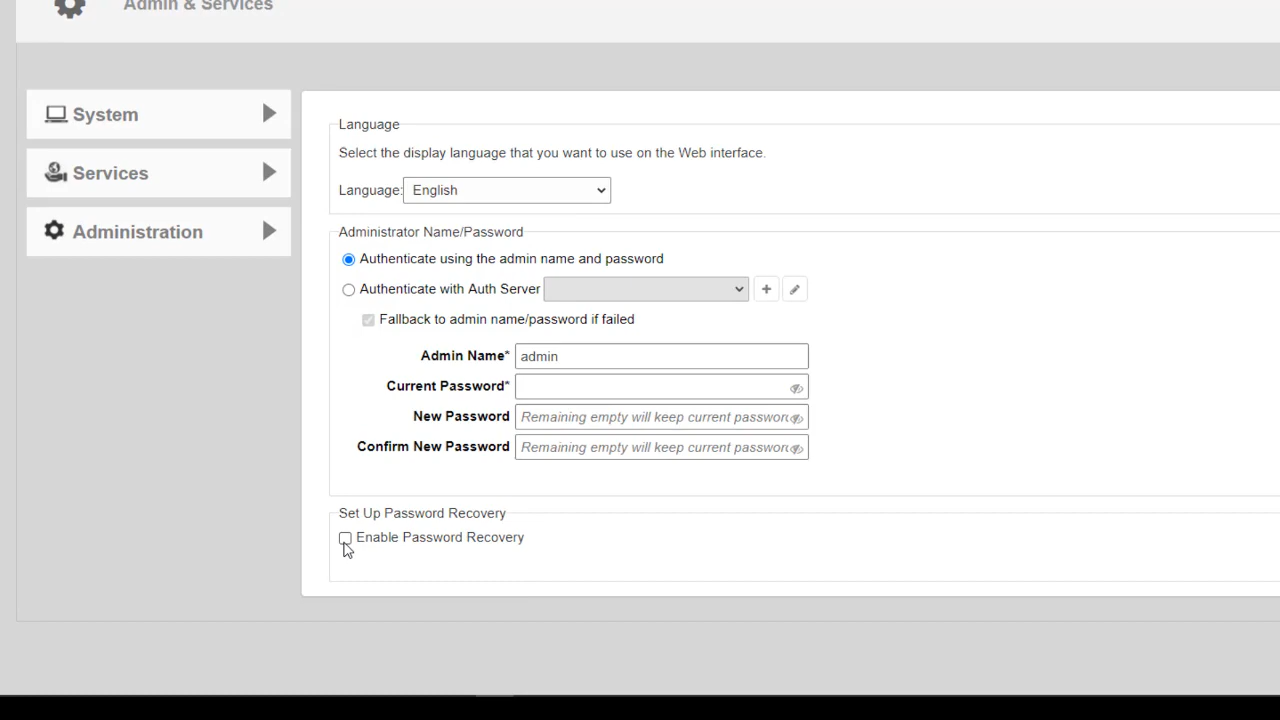 Admin & Services
System
Services
Administration
Language
Select the display language that you want to use on the Web interface.
Language: English
Administrator Name/Password
Authenticate using the admin name and password
Authenticate with Auth Server
Fallback to admin name/password if failed
Admin Name* admin
Current Password*
New Password Remaining empty will keep current password
Confirm New Password Remaining empty will keep current password
Set Up Password Recovery
Enable Password Recovery